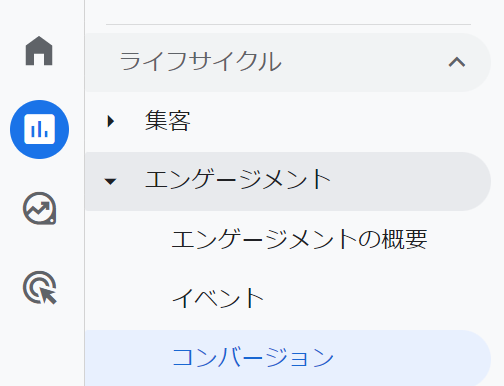 ライフサイクル
集客
エンゲージメント
エンゲージメントの概要
イベント
コンバージョン